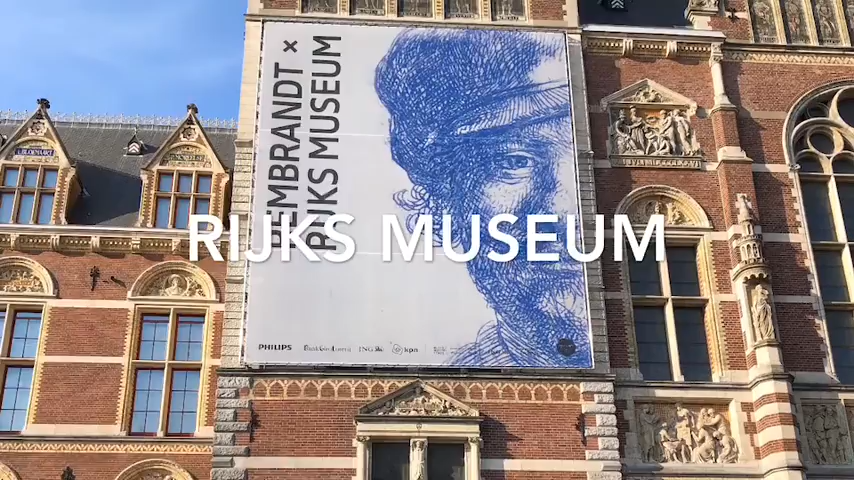 REMBRANDT ×
RIJKS MUSEUM
RIJKS MUSEUM
PHILIPS
ING
kpn